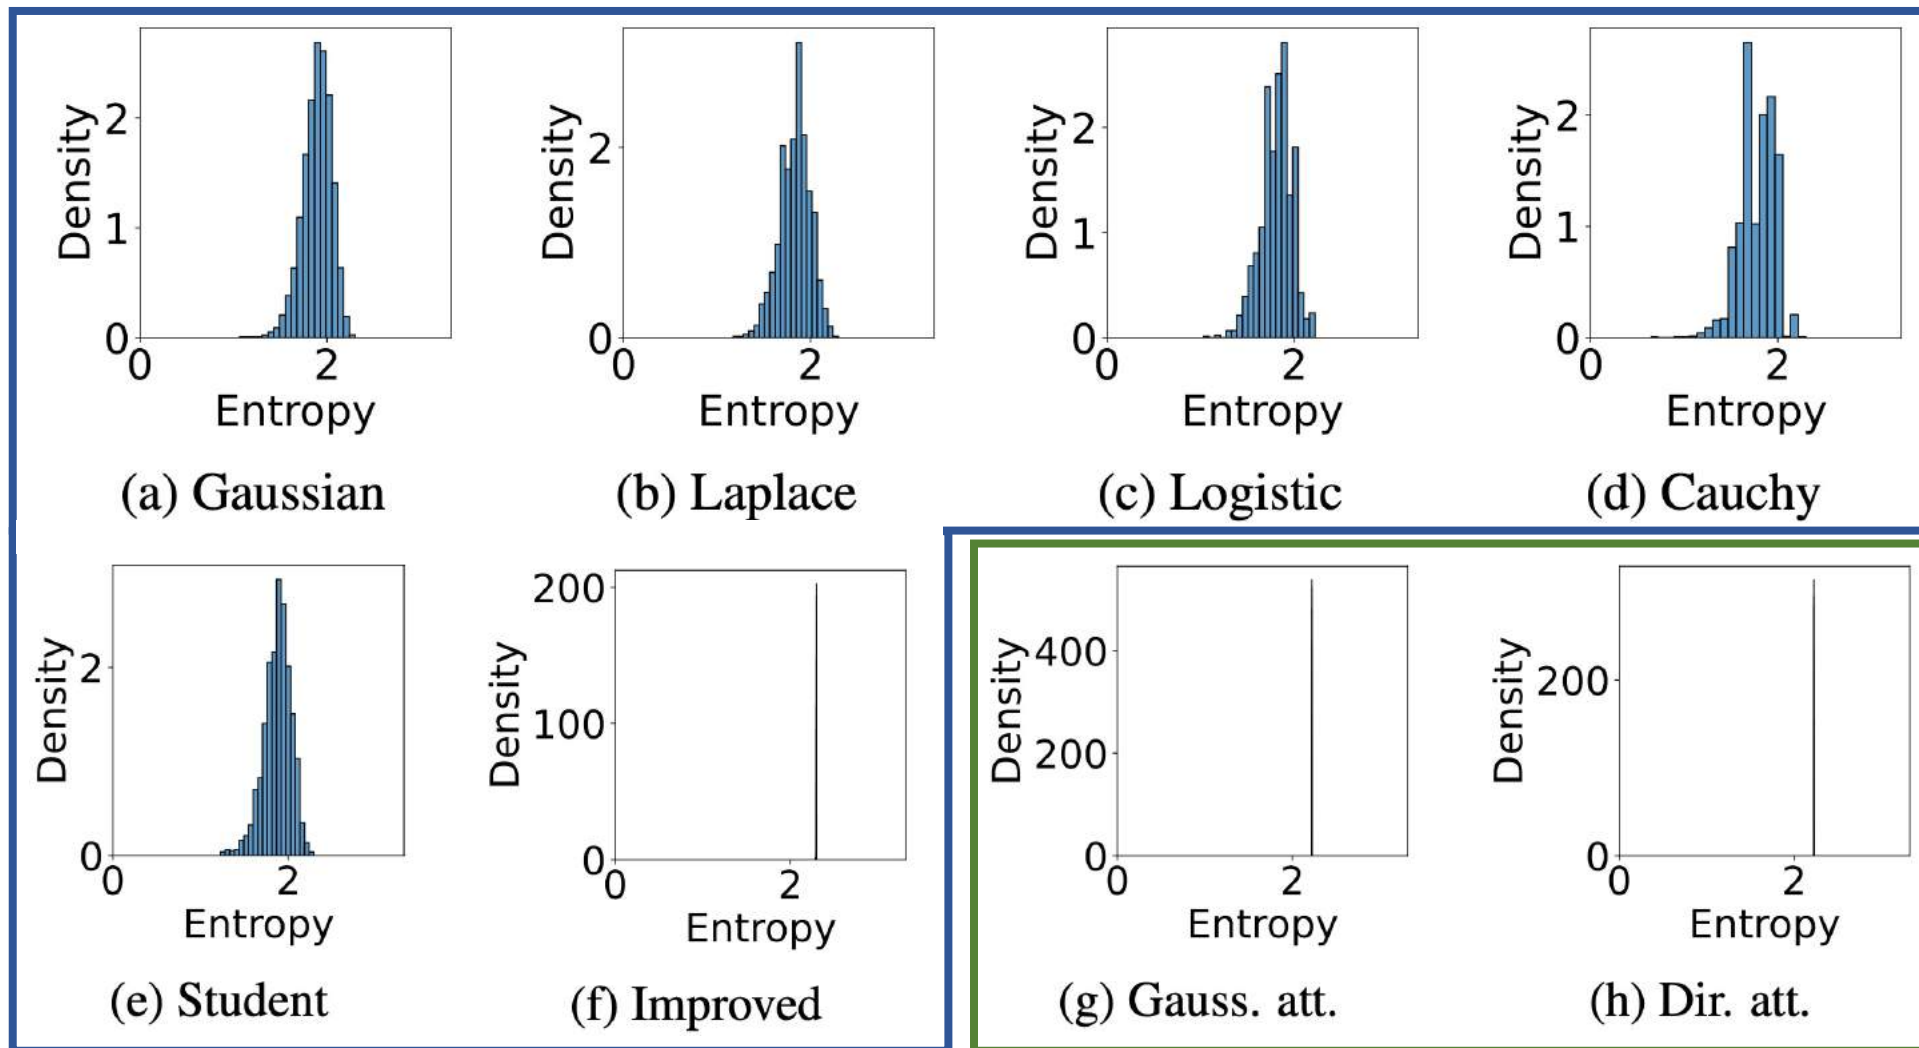 Density
2
1
0
0 2
Entropy
(a) Gaussian
Density
2
0
0 2
Entropy
(b) Laplace
Density
2
1
0
0 2
Entropy
(c) Logistic
Density
2
1
0
0 2
Entropy
(d) Cauchy
Density
2
0
0 2
Entropy
(e) Student
Density
200
100
0
0 2
Entropy
(f) Improved
Density
400
200
0
0 2
Entropy
(g) Gauss. att.
Density
200
0
0 2
Entropy
(h) Dir. att.